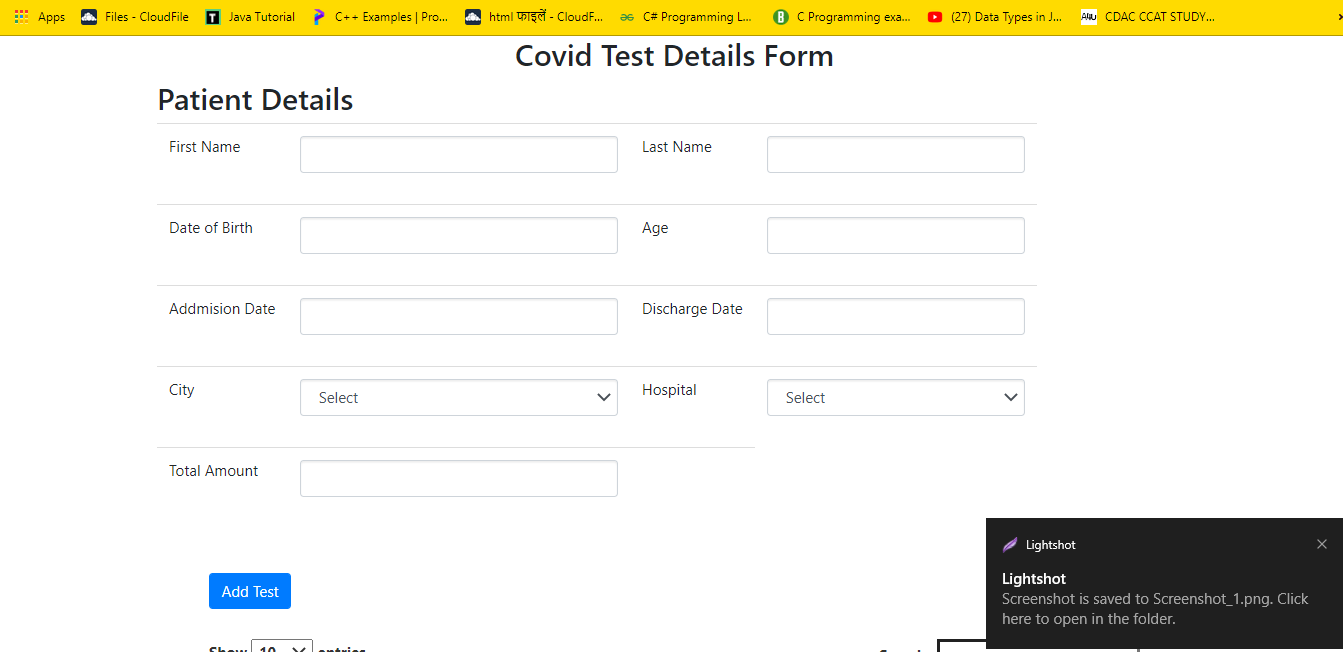 Apps Files - CloudFile Java Tutorial C++ Examples | Pro... html फाइलें - CloudF... C# Programming L... C Programming exa... (27) Data Types in J... CDAC CCAT STUDY...
Covid Test Details Form
Patient Details
First Name Last Name
Date of Birth Age
Addmision Date Discharge Date
City Select Hospital Select
Total Amount
Lightshot
Lightshot
Screenshot is saved to Screenshot_1.png. Click
here to open in the folder.
Add Test
Show 10 entries